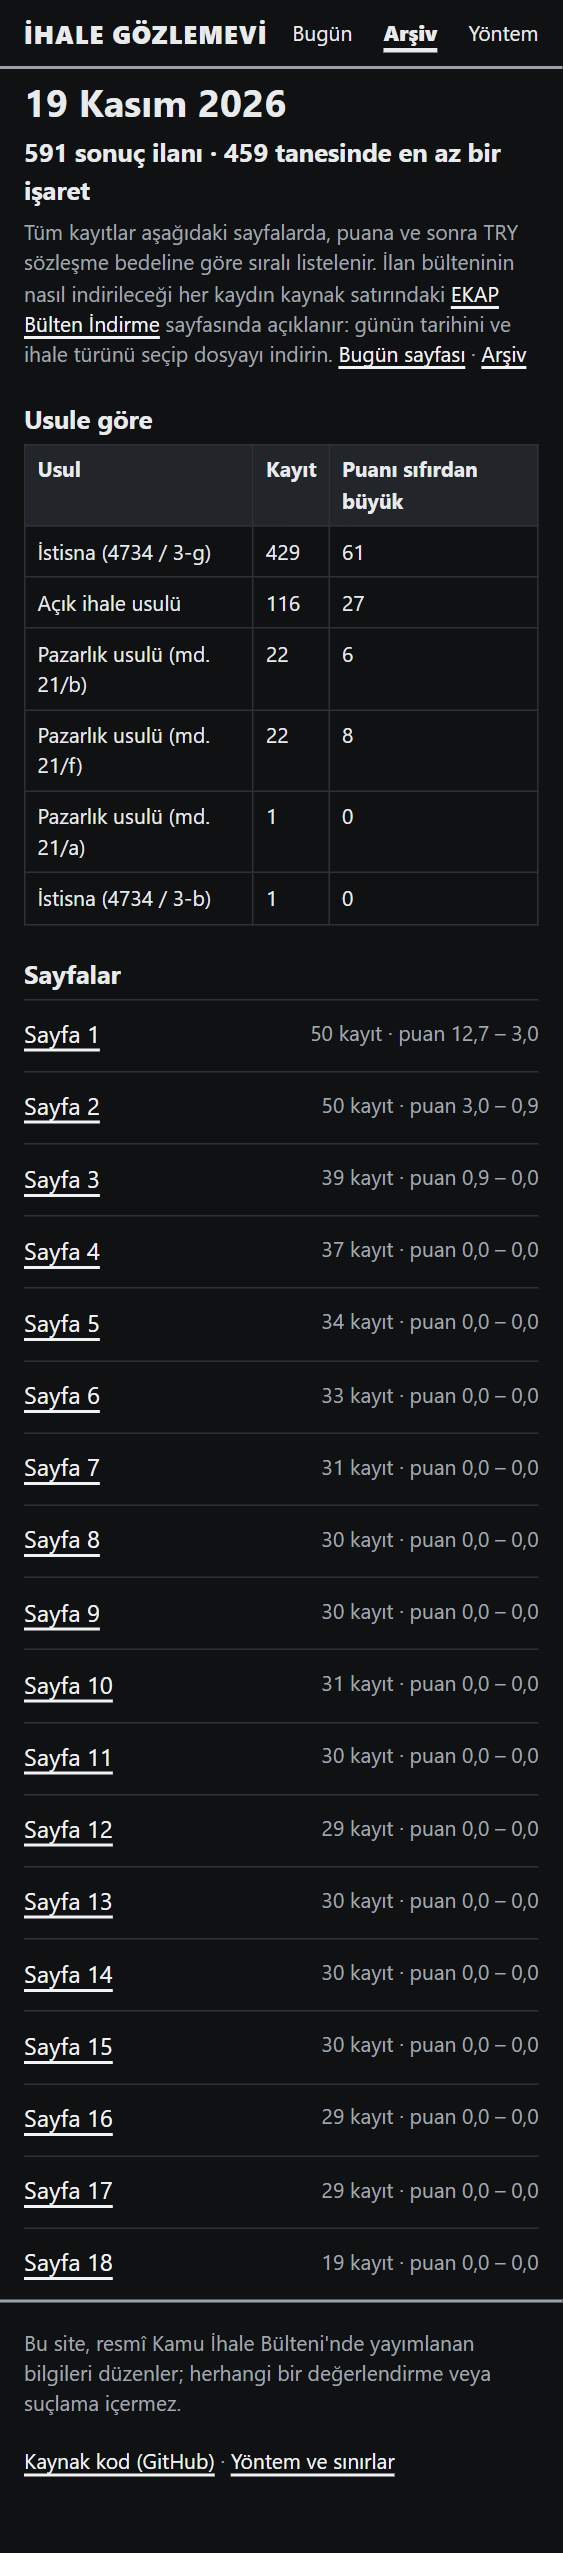 İHALE GÖZLEMEVİ Bugün Arşiv Yöntem
19 Kasım 2026
591 sonuç ilanı · 459 tanesinde en az bir
işaret
Tüm kayıtlar aşağıdaki sayfalarda, puana ve sonra TRY
sözleşme bedeline göre sıralı listelenir. İlan bülteninin
nasıl indirileceği her kaydın kaynak satırındaki EKAP
Bülten İndirme sayfasında açıklanır: günün tarihini ve
ihale türünü seçip dosyayı indirin. Bugün sayfası · Arşiv
Usule göre
Usul Kayıt Puanı sıfırdan
büyük
İstisna (4734 / 3-g) 429 61
Açık ihale usulü 116 27
Pazarlık usulü (md.
21/b) 22 6
Pazarlık usulü (md.
21/f) 22 8
Pazarlık usulü (md.
21/a) 1 0
İstisna (4734 / 3-b) 1 0
Sayfalar
Sayfa 1 50 kayıt · puan 12,7 – 3,0
Sayfa 2 50 kayıt · puan 3,0 – 0,9
Sayfa 3 39 kayıt · puan 0,9 – 0,0
Sayfa 4 37 kayıt · puan 0,0 – 0,0
Sayfa 5 34 kayıt · puan 0,0 – 0,0
Sayfa 6 33 kayıt · puan 0,0 – 0,0
Sayfa 7 31 kayıt · puan 0,0 – 0,0
Sayfa 8 30 kayıt · puan 0,0 – 0,0
Sayfa 9 30 kayıt · puan 0,0 – 0,0
Sayfa 10 31 kayıt · puan 0,0 – 0,0
Sayfa 11 30 kayıt · puan 0,0 – 0,0
Sayfa 12 29 kayıt · puan 0,0 – 0,0
Sayfa 13 30 kayıt · puan 0,0 – 0,0
Sayfa 14 30 kayıt · puan 0,0 – 0,0
Sayfa 15 30 kayıt · puan 0,0 – 0,0
Sayfa 16 29 kayıt · puan 0,0 – 0,0
Sayfa 17 29 kayıt · puan 0,0 – 0,0
Sayfa 18 19 kayıt · puan 0,0 – 0,0
Bu site, resmî Kamu İhale Bülteni'nde yayımlanan
bilgileri düzenler; herhangi bir değerlendirme veya
suçlama içermez.
Kaynak kod (GitHub) · Yöntem ve sınırlar